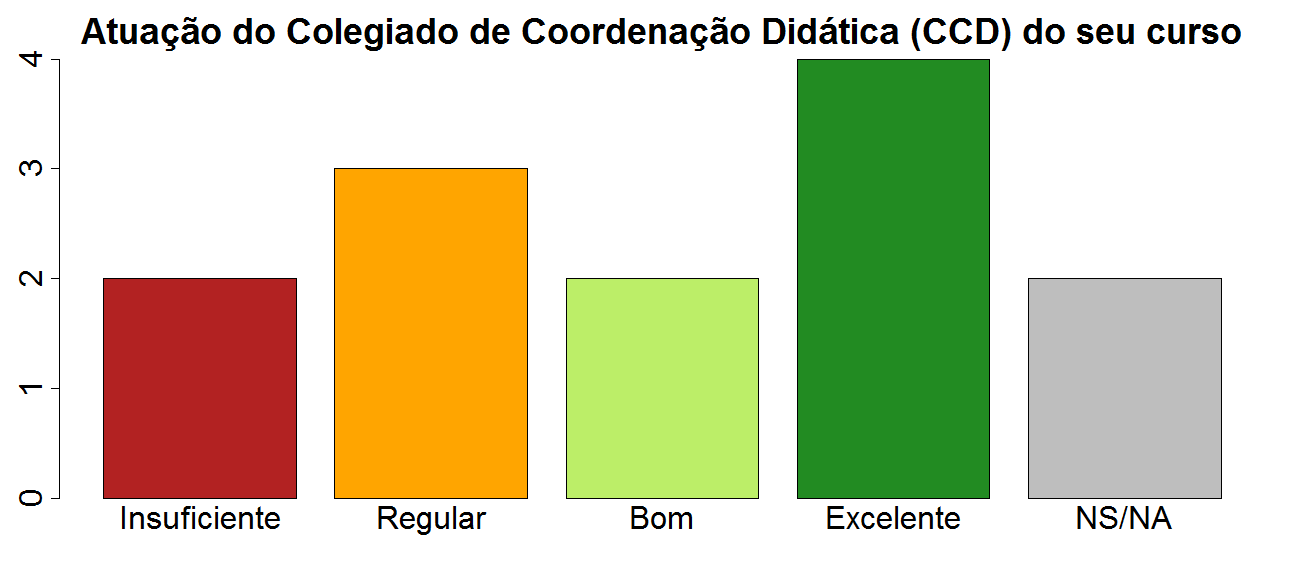 Atuação do Colegiado de Coordenação Didática (CCD) do seu curso
4
3
2
1
0
Insuficiente Regular Bom Excelente NS/NA